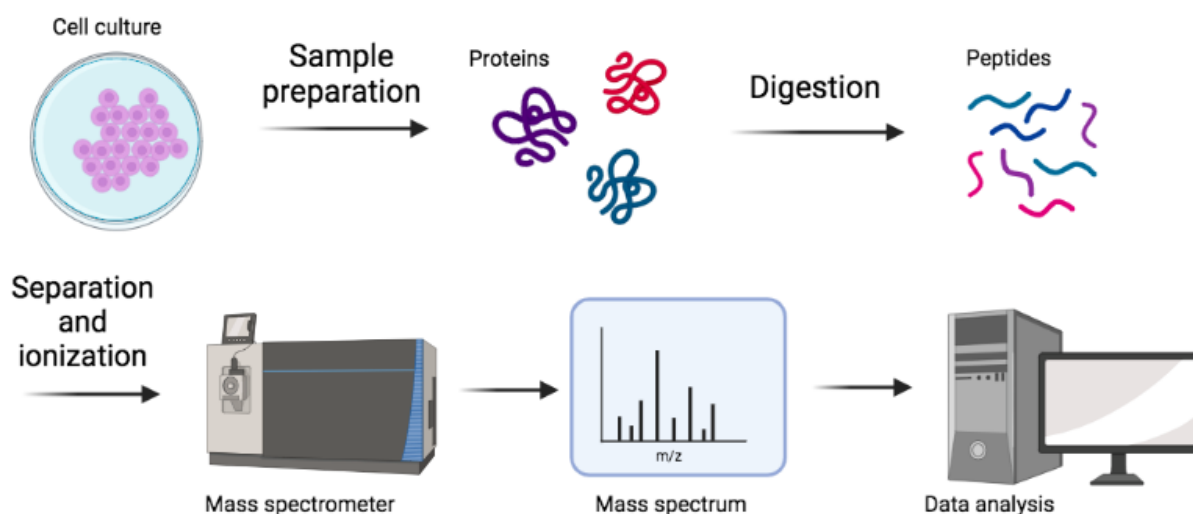 Cell culture
Sample
preparation
Proteins
Digestion
Peptides
Separation
and
ionization
m/z
Mass spectrometer
Mass spectrum
Data analysis